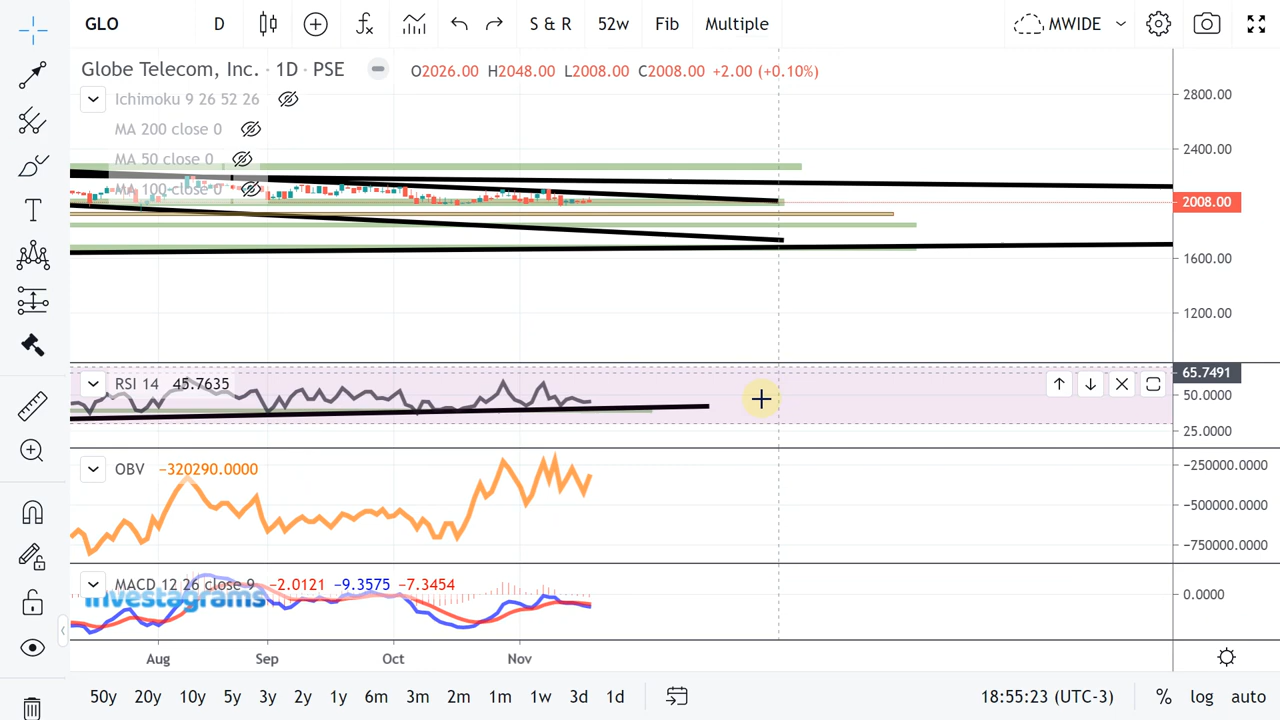 GLO D S & R 52w Fib Multiple MWIDE
Globe Telecom, Inc. · 1D · PSE O2026.00 H2048.00 L2008.00 C2008.00 +2.00 (+0.10%)
Ichimoku 9 26 52 26
MA 200 close 0
MA 50 close 0
MA 100 close 0
2800.00
2400.00
2008.00
1600.00
1200.00
RSI 14 45.7635
65.7491
50.0000
25.0000
OBV −320290.0000
−250000.0000
−500000.0000
−750000.0000
MACD 12 26 close 9 −2.0121 −9.3575 −7.3454
0.0000
Investagrams
Aug Sep Oct Nov
50y 20y 10y 5y 3y 2y 1y 6m 3m 2m 1m 1w 3d 1d 18:55:23 (UTC-3) % log auto